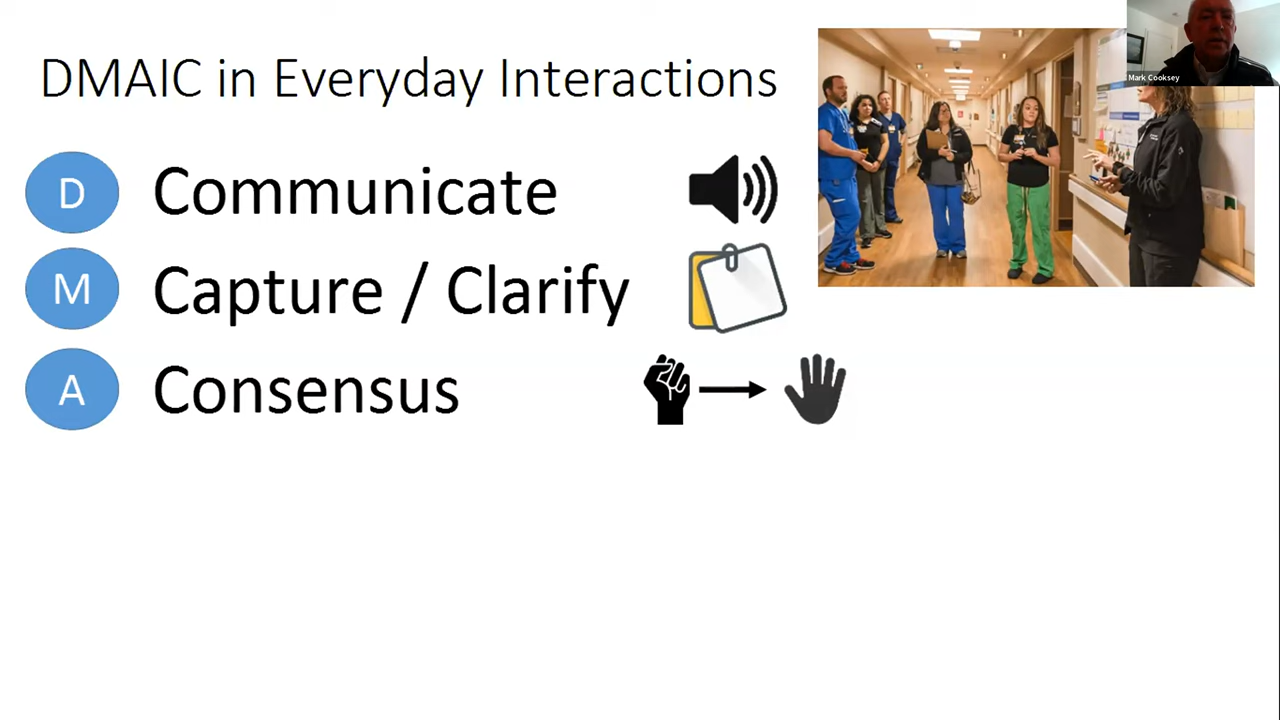 DMAIC in Everyday Interactions
Mark Cooksey
D Communicate
M Capture / Clarify
A Consensus